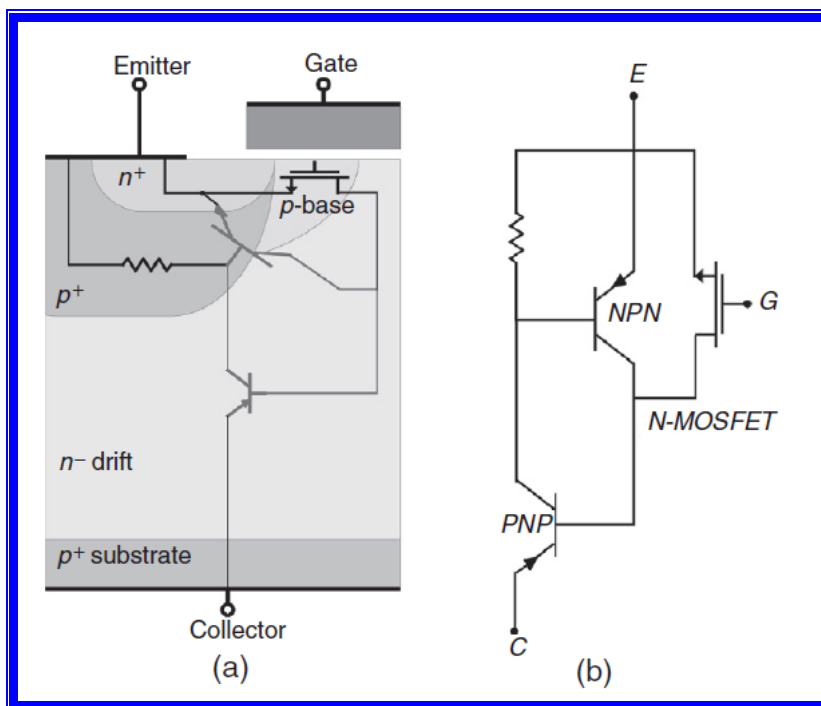 Emitter
Gate
n+
p-base
p+
n− drift
p+ substrate
Collector
(a)
E
NPN
G
N-MOSFET
PNP
C
(b)